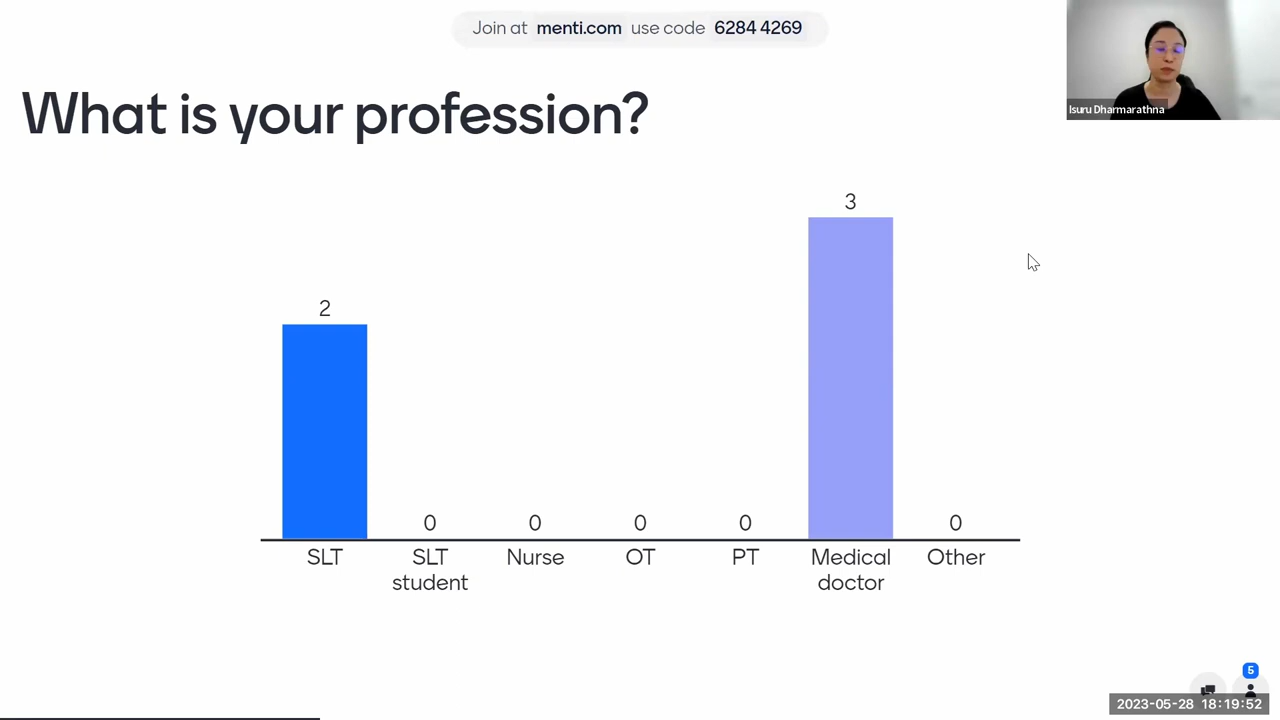 Join at menti.com use code 6284 4269
Isuru Dharmarathna
What is your profession?
3
2
0 0 0 0 0
SLT SLT Nurse OT PT Medical Other
student doctor
5
2023-05-28 18:19:52